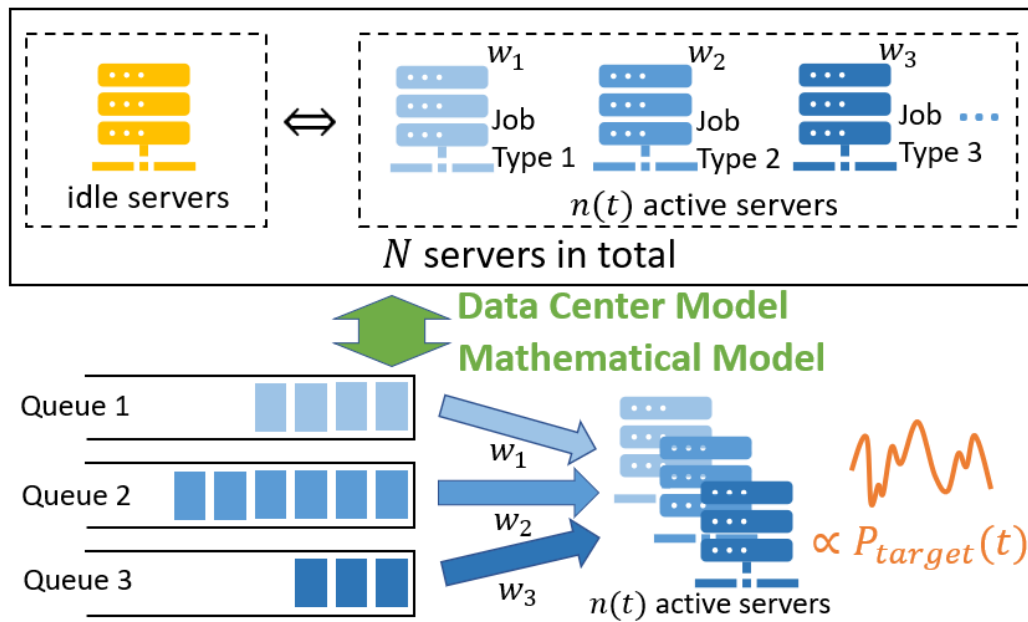 w₁
w₂
w₃
Job
Type 1
Job
Type 2
Job
Type 3
idle servers
n(t) active servers
N servers in total
Data Center Model
Mathematical Model
Queue 1
w₁
Queue 2
w₂
Queue 3
w₃
∝ P_target(t)
n(t) active servers